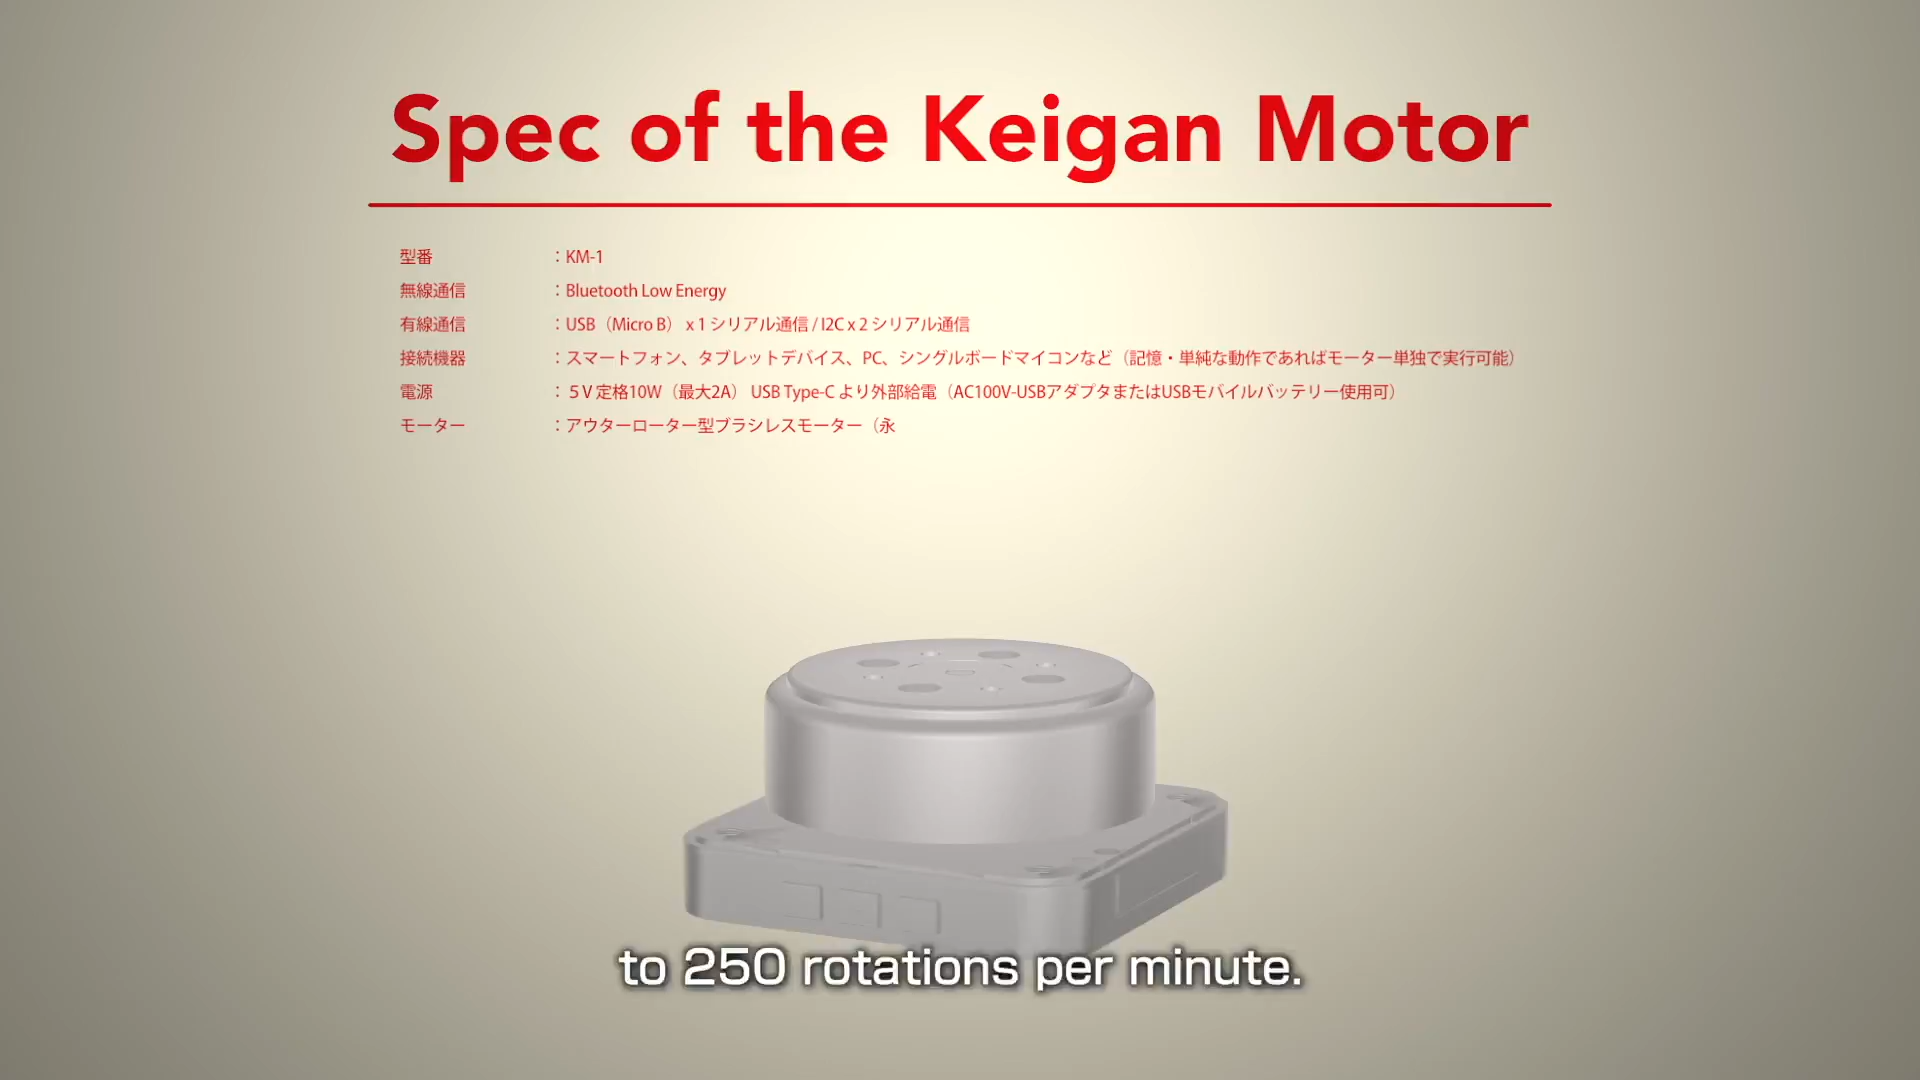 Spec of the Keigan Motor
型番 : KM-1
無線通信 : Bluetooth Low Energy
有線通信 : USB（Micro B） x 1 シリアル通信 / I2C x 2 シリアル通信
接続機器 : スマートフォン、タブレットデバイス、PC、シングルボードマイコンなど（記憶・単純な動作であればモーター単独で実行可能）
電源 : ５V 定格10W（最大2A） USB Type-C より外部給電（AC100V-USBアダプタまたはUSBモバイルバッテリー使用可）
モーター : アウターローター型ブラシレスモーター（永
to 250 rotations per minute.